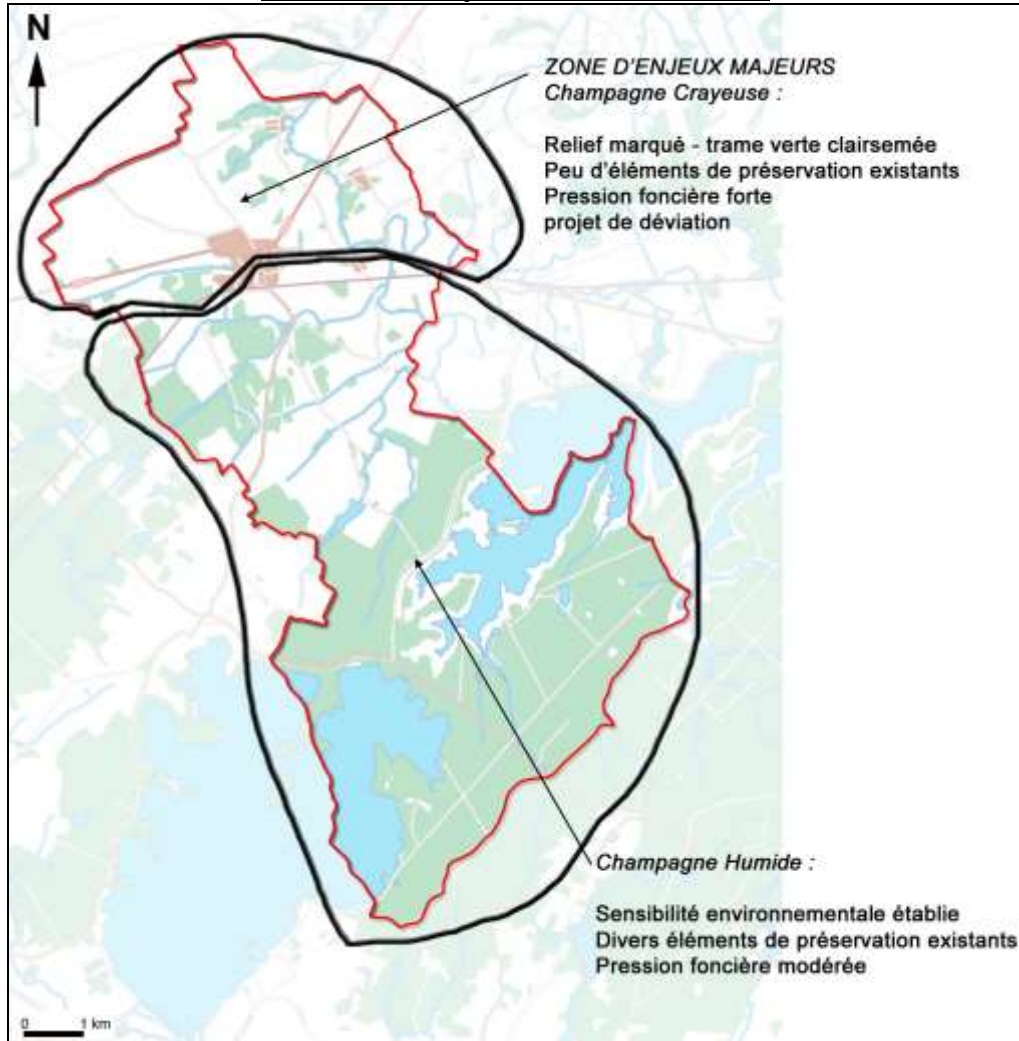 N
ZONE D'ENJEUX MAJEURS
Champagne Crayeuse :
Relief marqué - trame verte clairsemée
Peu d'éléments de préservation existants
Pression foncière forte
projet de déviation
Champagne Humide :
Sensibilité environnementale établie
Divers éléments de préservation existants
Pression foncière modérée
0 1 km